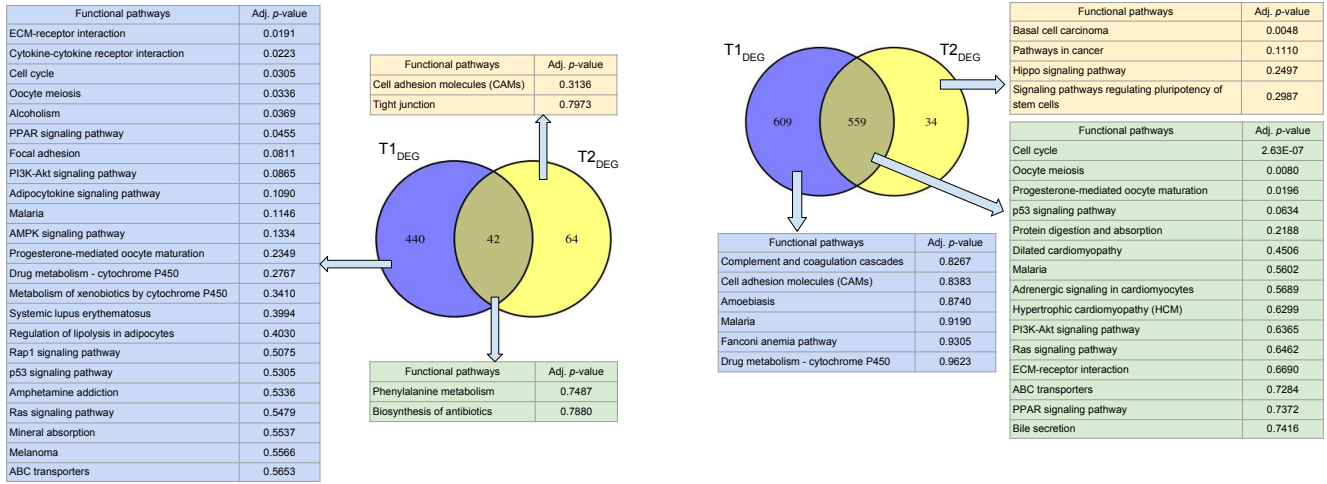 Functional pathways Adj. p-value
ECM-receptor interaction 0.0191
Cytokine-cytokine receptor interaction 0.0223
Cell cycle 0.0305
Oocyte meiosis 0.0336
Alcoholism 0.0369
PPAR signaling pathway 0.0455
Focal adhesion 0.0811
PI3K-Akt signaling pathway 0.0865
Adipocytokine signaling pathway 0.1090
Malaria 0.1146
AMPK signaling pathway 0.1334
Progesterone-mediated oocyte maturation 0.2349
Drug metabolism - cytochrome P450 0.2767
Metabolism of xenobiotics by cytochrome P450 0.3410
Systemic lupus erythematosus 0.3994
Regulation of lipolysis in adipocytes 0.4030
Rap1 signaling pathway 0.5075
p53 signaling pathway 0.5305
Amphetamine addiction 0.5336
Ras signaling pathway 0.5479
Mineral absorption 0.5537
Melanoma 0.5566
ABC transporters 0.5653
Functional pathways Adj. p-value
Cell adhesion molecules (CAMs) 0.3136
Tight junction 0.7973
T1DEG T2DEG
440 42 64
Functional pathways Adj. p-value
Phenylalanine metabolism 0.7487
Biosynthesis of antibiotics 0.7880
T1DEG T2DEG
609 559 34
Functional pathways Adj. p-value
Complement and coagulation cascades 0.8267
Cell adhesion molecules (CAMs) 0.8383
Amoebiasis 0.8740
Malaria 0.9190
Fanconi anemia pathway 0.9305
Drug metabolism - cytochrome P450 0.9623
Functional pathways Adj. p-value
Basal cell carcinoma 0.0048
Pathways in cancer 0.1110
Hippo signaling pathway 0.2497
Signaling pathways regulating pluripotency of
stem cells 0.2987
Functional pathways Adj. p-value
Cell cycle 2.63E-07
Oocyte meiosis 0.0080
Progesterone-mediated oocyte maturation 0.0196
p53 signaling pathway 0.0634
Protein digestion and absorption 0.2188
Dilated cardiomyopathy 0.4506
Malaria 0.5602
Adrenergic signaling in cardiomyocytes 0.5689
Hypertrophic cardiomyopathy (HCM) 0.6299
PI3K-Akt signaling pathway 0.6365
Ras signaling pathway 0.6462
ECM-receptor interaction 0.6690
ABC transporters 0.7284
PPAR signaling pathway 0.7372
Bile secretion 0.7416